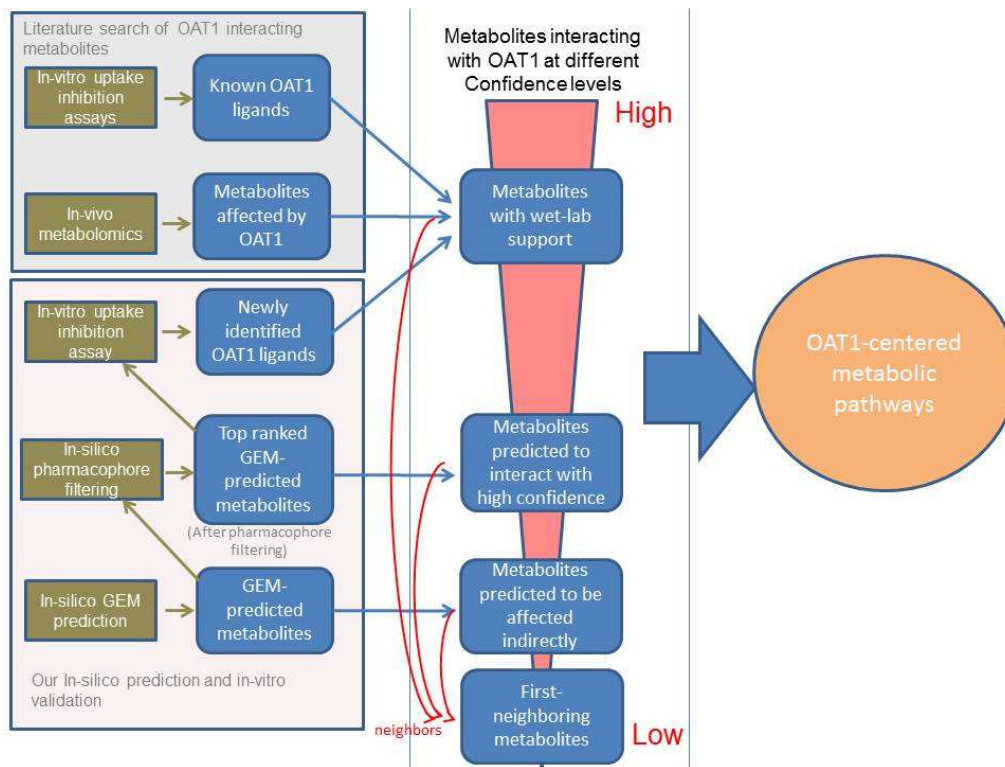 Literature search of OAT1 interacting
metabolites
In-vitro uptake
inhibition
assays
Known OAT1
ligands
In-vivo
metabolomics
Metabolites
affected by
OAT1
In-vitro uptake
inhibition
assay
Newly
identified
OAT1 ligands
In-silico
pharmacophore
filtering
Top ranked
GEM-
predicted
metabolites
(After pharmacophore
filtering)
In-silico GEM
prediction
GEM-
predicted
metabolites
Our In-silico prediction and in-vitro
validation
Metabolites interacting
with OAT1 at different
Confidence levels
High
Metabolites
with wet-lab
support
Metabolites
predicted to
interact with
high confidence
Metabolites
predicted to be
affected indirectly
First-
neighboring
metabolites
neighbors
Low
OAT1-centered
metabolic
pathways